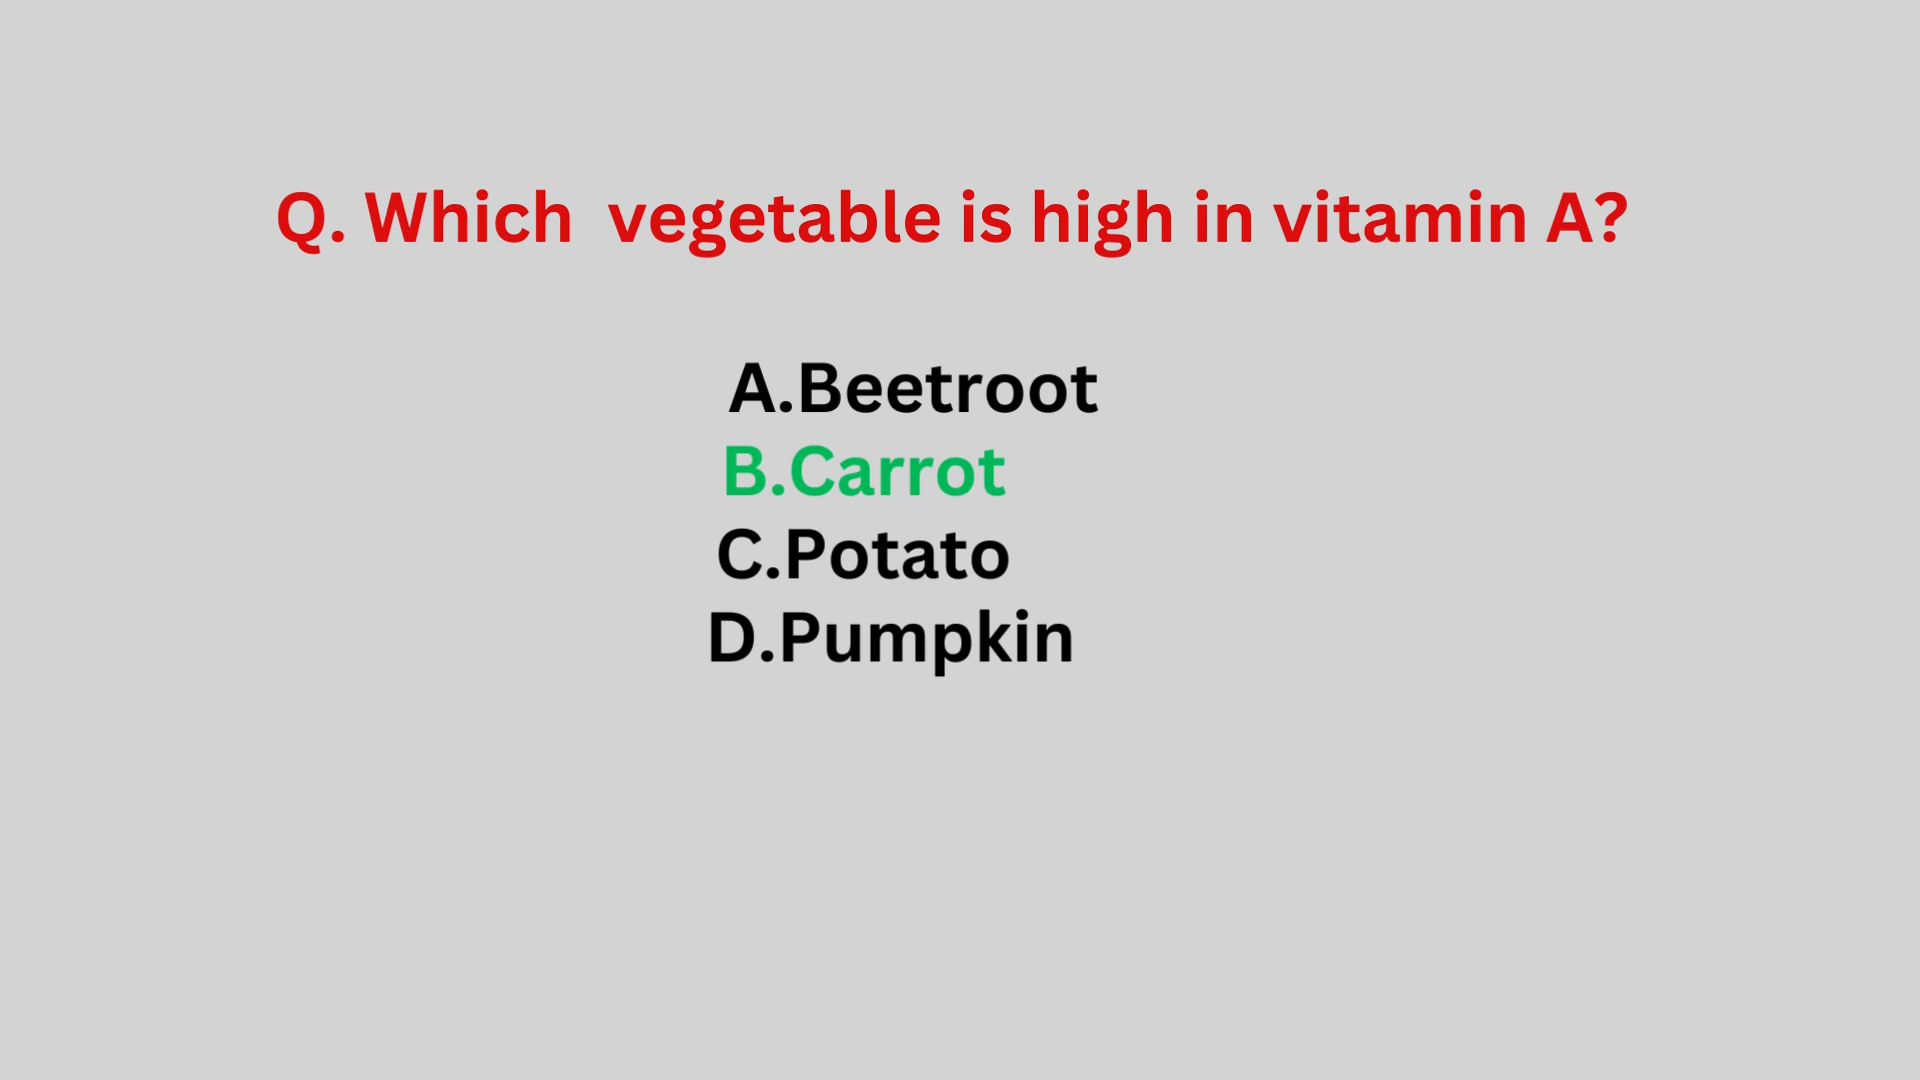 Q. Which  vegetable is high in vitamin A?
A.Beetroot
B.Carrot
C.Potato
D.Pumpkin